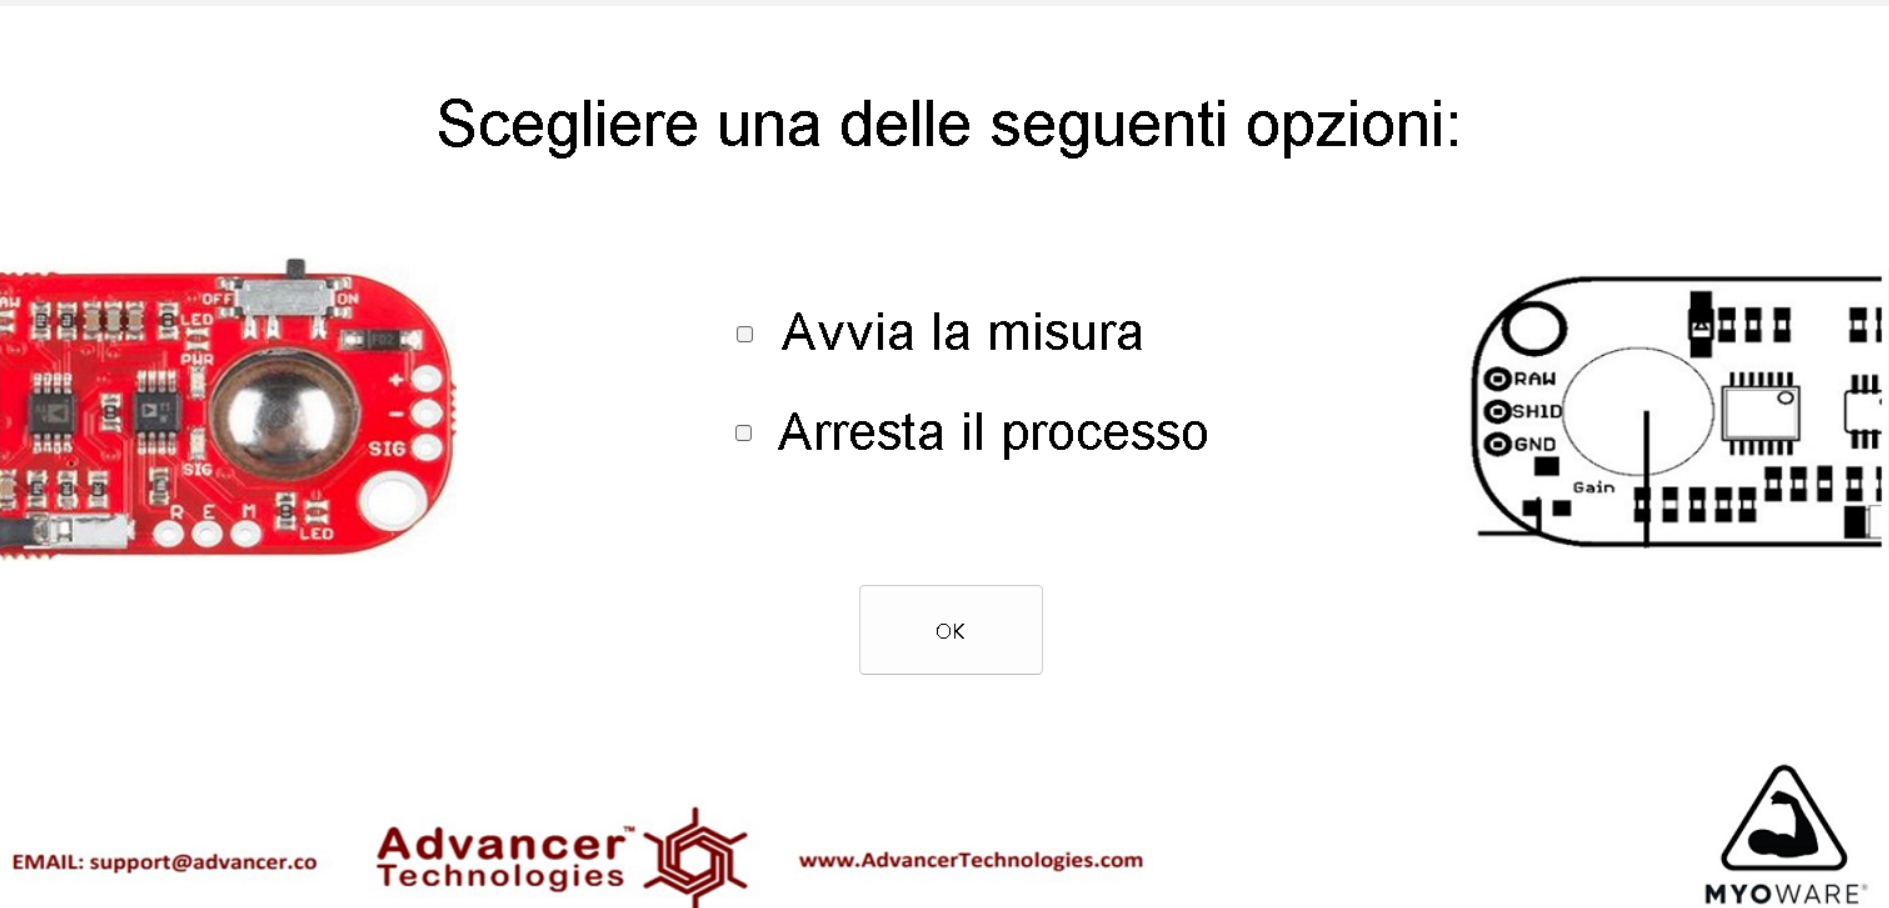 Scegliere una delle seguenti opzioni:
OFF
ON
LED
PWR
+
-
SIG
SIG
R E M
LED
Avvia la misura
Arresta il processo
OK
RAW
SH1D
GND
Gain
EMAIL: support@advancer.co
Advancer™
Technologies
www.AdvancerTechnologies.com
MYOWARE®